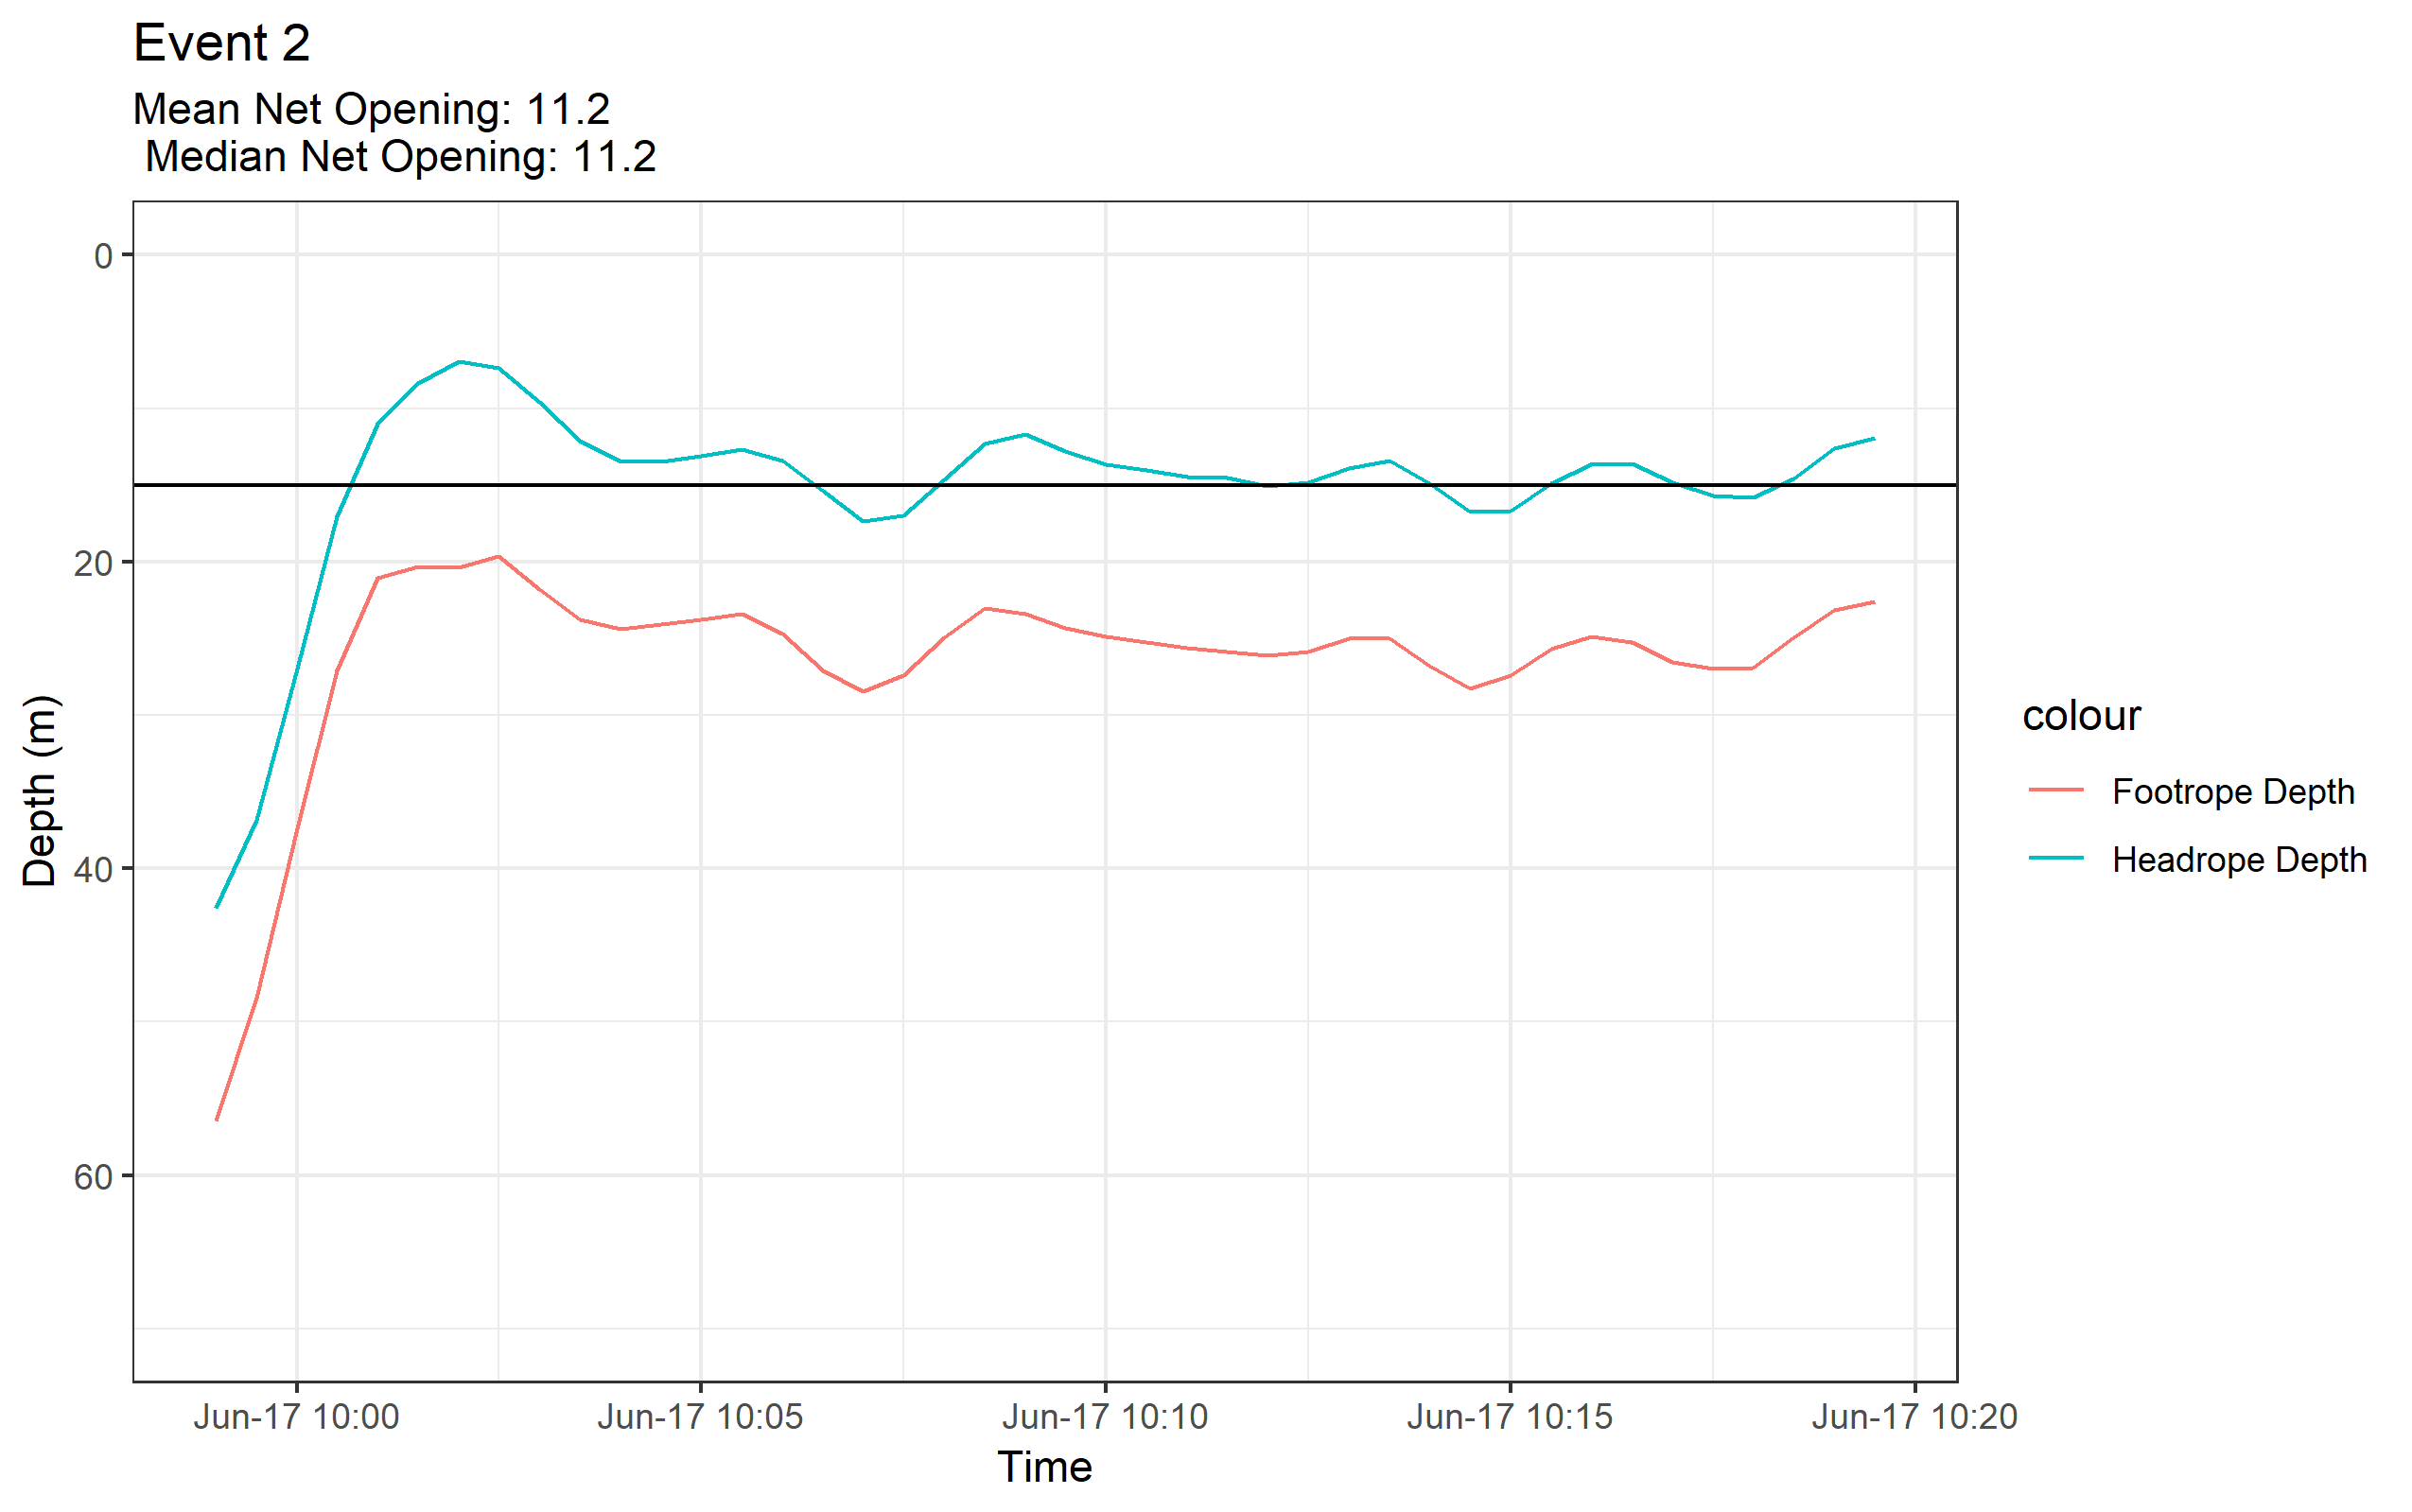 Event 2
Mean Net Opening: 11.2
Median Net Opening: 11.2
0
20
40
60
Depth (m)
Jun-17 10:00
Jun-17 10:05
Jun-17 10:10
Jun-17 10:15
Jun-17 10:20
Time
colour
Footrope Depth
Headrope Depth